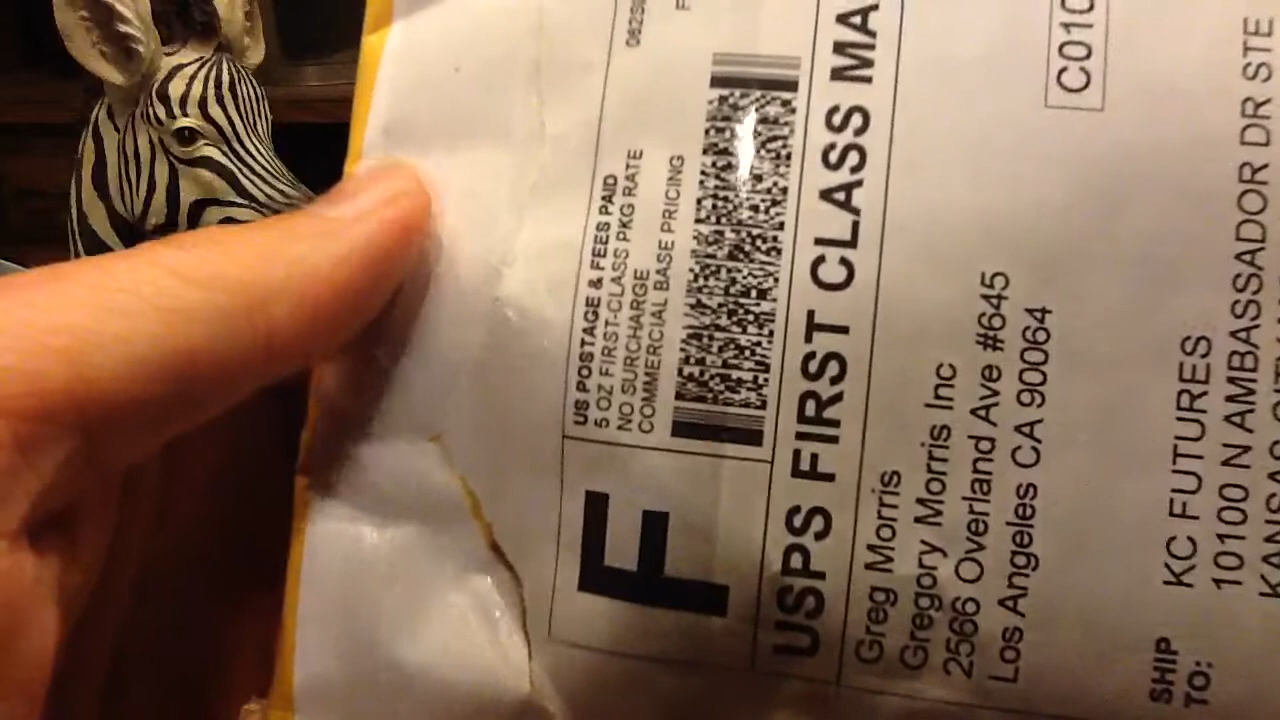 F
US POSTAGE & FEES PAID
5 OZ FIRST-CLASS PKG RATE
NO SURCHARGE
COMMERCIAL BASE PRICING
USPS FIRST CLASS MA
Greg Morris
Gregory Morris Inc
2566 Overland Ave #645
Los Angeles CA 90064
C010
SHIP
TO:
KC FUTURES
10100 N AMBASSADOR DR STE
KANSAS CITY